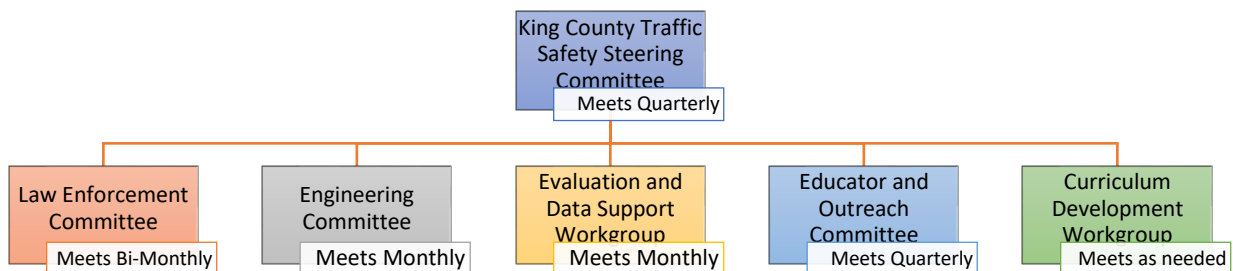 King County Traffic
Safety Steering
Committee
Meets Quarterly
Law Enforcement
Committee
Meets Bi-Monthly
Engineering
Committee
Meets Monthly
Evaluation and
Data Support
Workgroup
Meets Monthly
Educator and
Outreach
Committee
Meets Quarterly
Curriculum
Development
Workgroup
Meets as needed